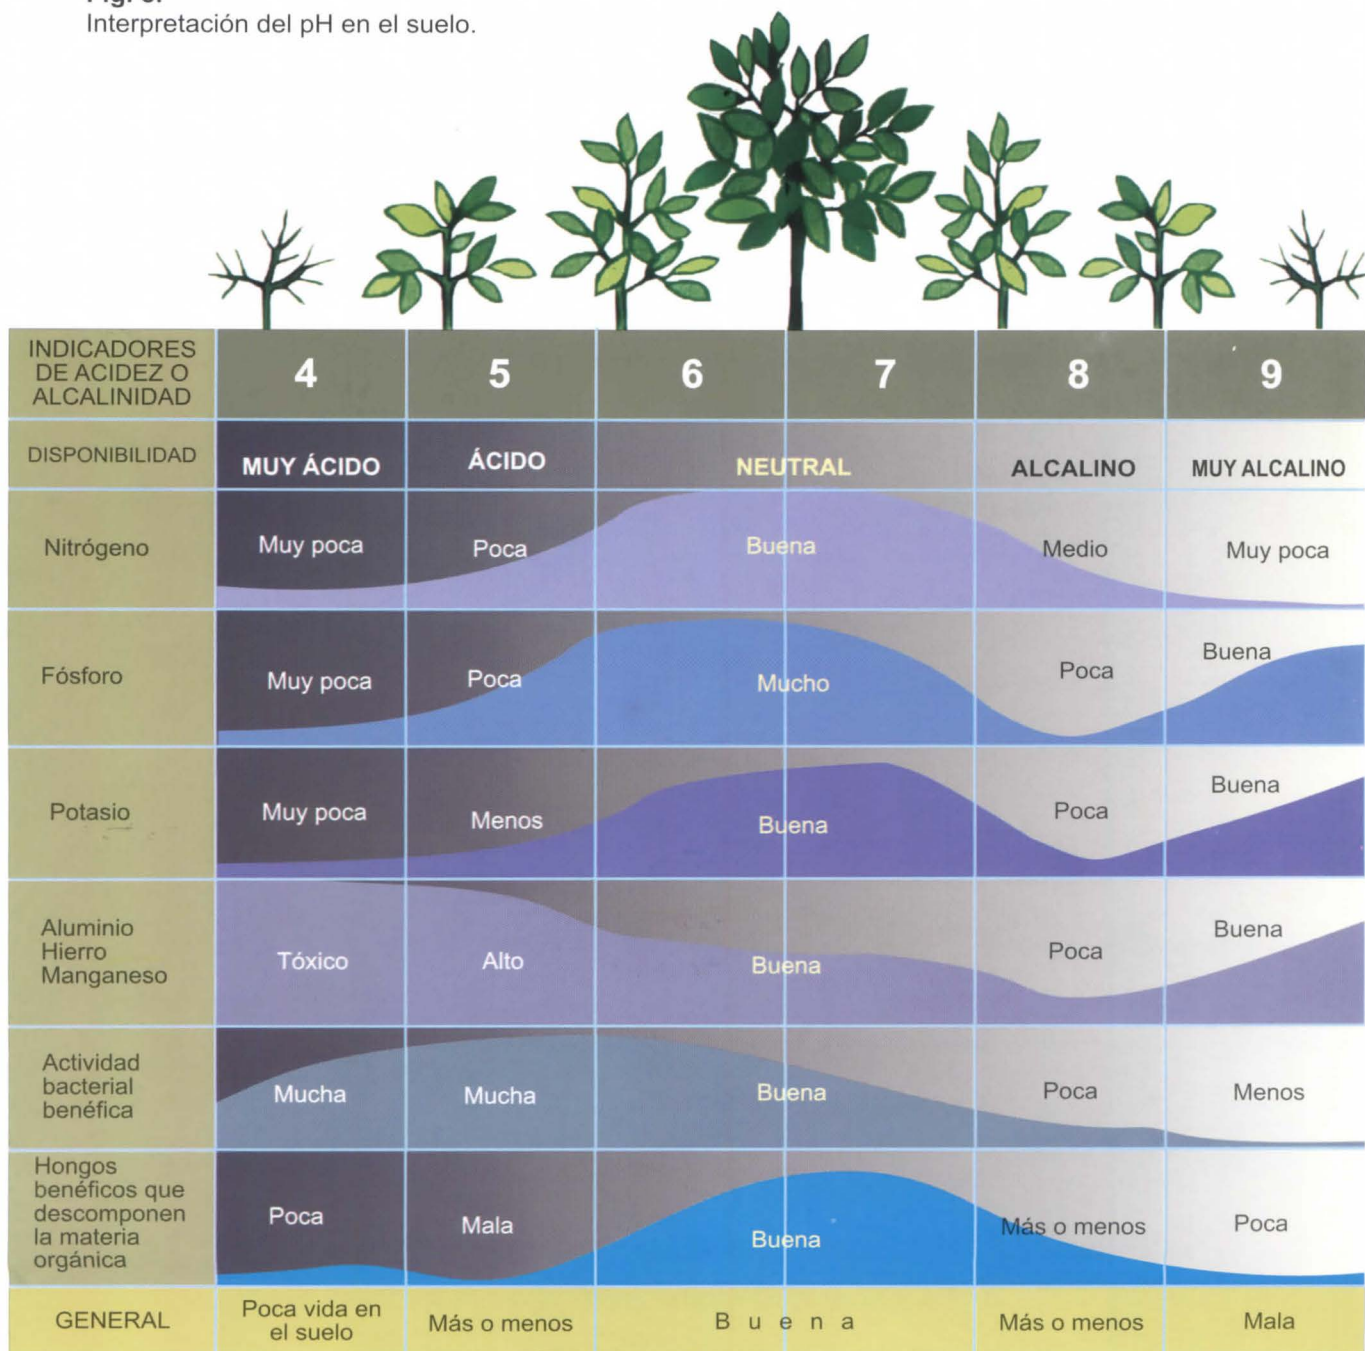 Interpretación del pH en el suelo.
INDICADORES
DE ACIDEZ O
ALCALINIDAD
4
5
6
7
8
9
DISPONIBILIDAD
MUY ÁCIDO
ÁCIDO
NEUTRAL
ALCALINO
MUY ALCALINO
Nitrógeno
Muy poca
Poca
Buena
Medio
Muy poca
Fósforo
Muy poca
Poca
Mucho
Poca
Buena
Potasio
Muy poca
Menos
Buena
Poca
Buena
Aluminio
Hierro
Manganeso
Tóxico
Alto
Buena
Poca
Buena
Actividad
bacterial
benéfica
Mucha
Mucha
Buena
Poca
Menos
Hongos
benéficos que
descomponen
la materia
orgánica
Poca
Mala
Buena
Más o menos
Poca
GENERAL
Poca vida en
el suelo
Más o menos
B u e n a
Más o menos
Mala